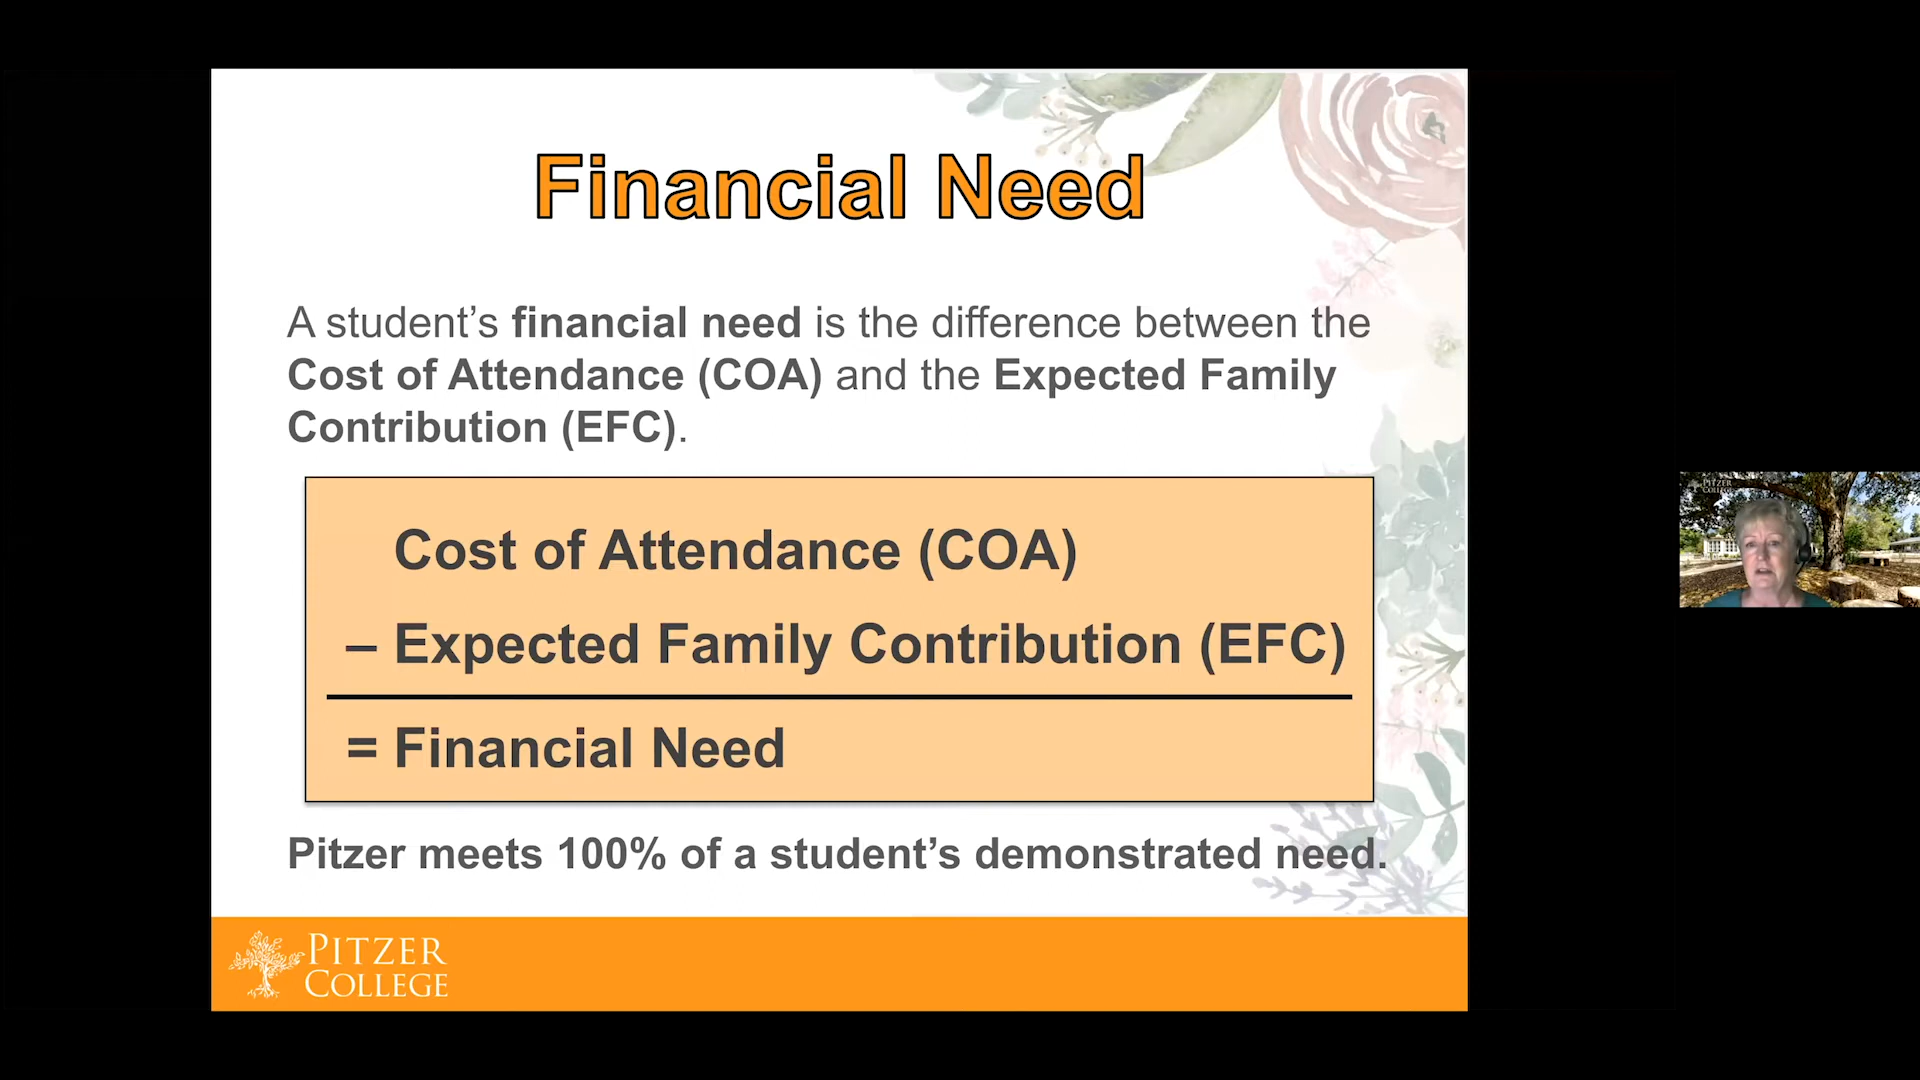 Financial Need
A student’s financial need is the difference between the
Cost of Attendance (COA) and the Expected Family
Contribution (EFC).
Cost of Attendance (COA)
– Expected Family Contribution (EFC)
= Financial Need
Pitzer meets 100% of a student’s demonstrated need.
PITZER
COLLEGE
PITZER
COLLEGE